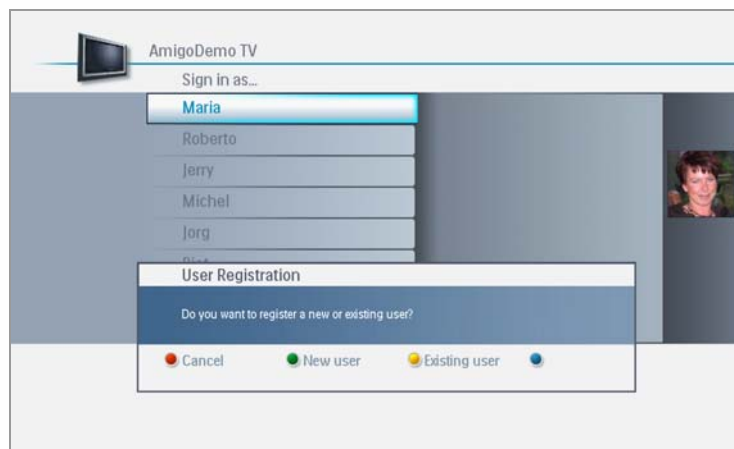 AmigoDemo TV
Sign in as...
Maria
Roberto
Jerry
Michel
Jorg
User Registration
Do you want to register a new or existing user?
Cancel New user Existing user